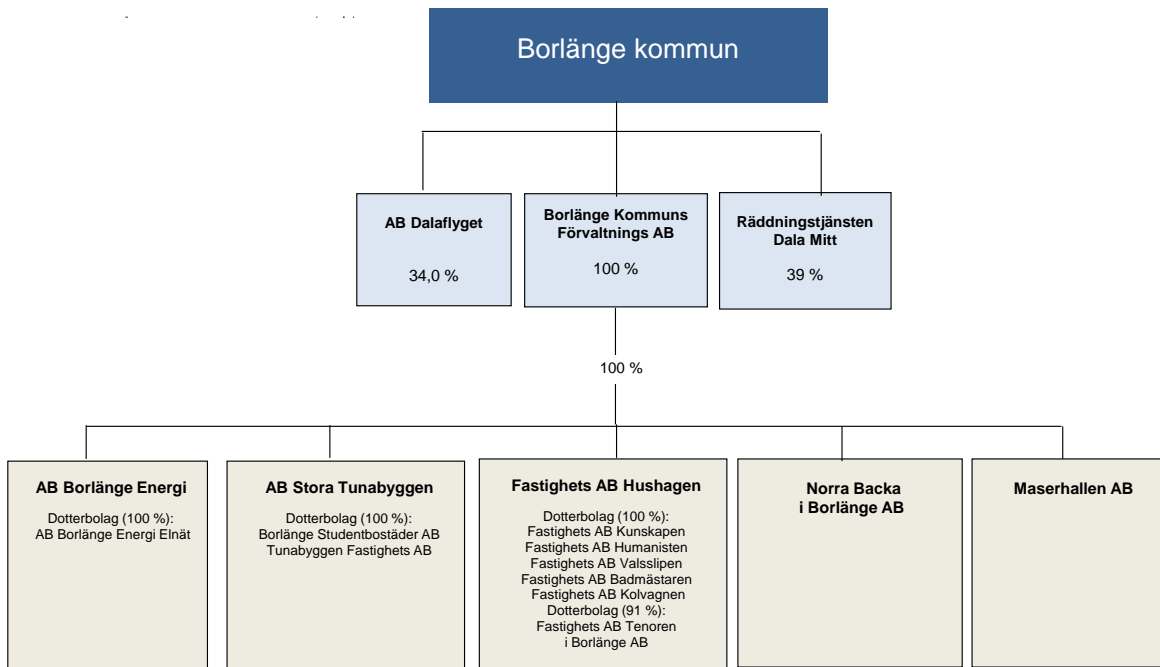 Borlänge kommun
AB Dalaflyget
34,0 %
Borlänge Kommuns
Förvaltnings AB
100 %
Räddningstjänsten
Dala Mitt
39 %
100 %
AB Borlänge Energi
Dotterbolag (100 %):
AB Borlänge Energi Elnät
AB Stora Tunabyggen
Dotterbolag (100 %):
Borlänge Studentbostäder AB
Tunabyggen Fastighets AB
Fastighets AB Hushagen
Dotterbolag (100 %):
Fastighets AB Kunskapen
Fastighets AB Humanisten
Fastighets AB Valsslipen
Fastighets AB Badmästaren
Fastighets AB Kolvagnen
Dotterbolag (91 %):
Fastighets AB Tenoren
i Borlänge AB
Norra Backa
i Borlänge AB
Maserhallen AB